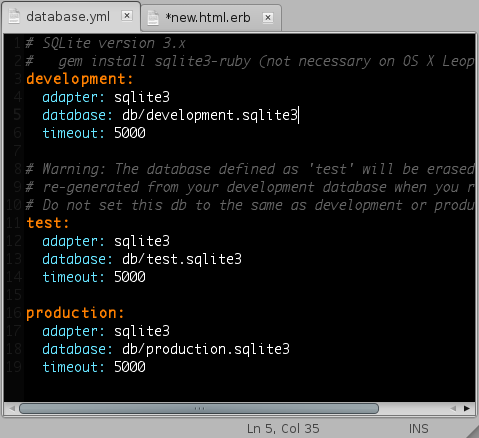 database.yml
*new.html.erb
1 # SQLite version 3.x
2 #   gem install sqlite3-ruby (not necessary on OS X Leop
3 development:
4   adapter: sqlite3
5   database: db/development.sqlite3
6   timeout: 5000
7
8 # Warning: The database defined as 'test' will be erased
9 # re-generated from your development database when you r
10 # Do not set this db to the same as development or produ
11 test:
12   adapter: sqlite3
13   database: db/test.sqlite3
14   timeout: 5000
15
16 production:
17   adapter: sqlite3
18   database: db/production.sqlite3
19   timeout: 5000
Ln 5, Col 35
INS